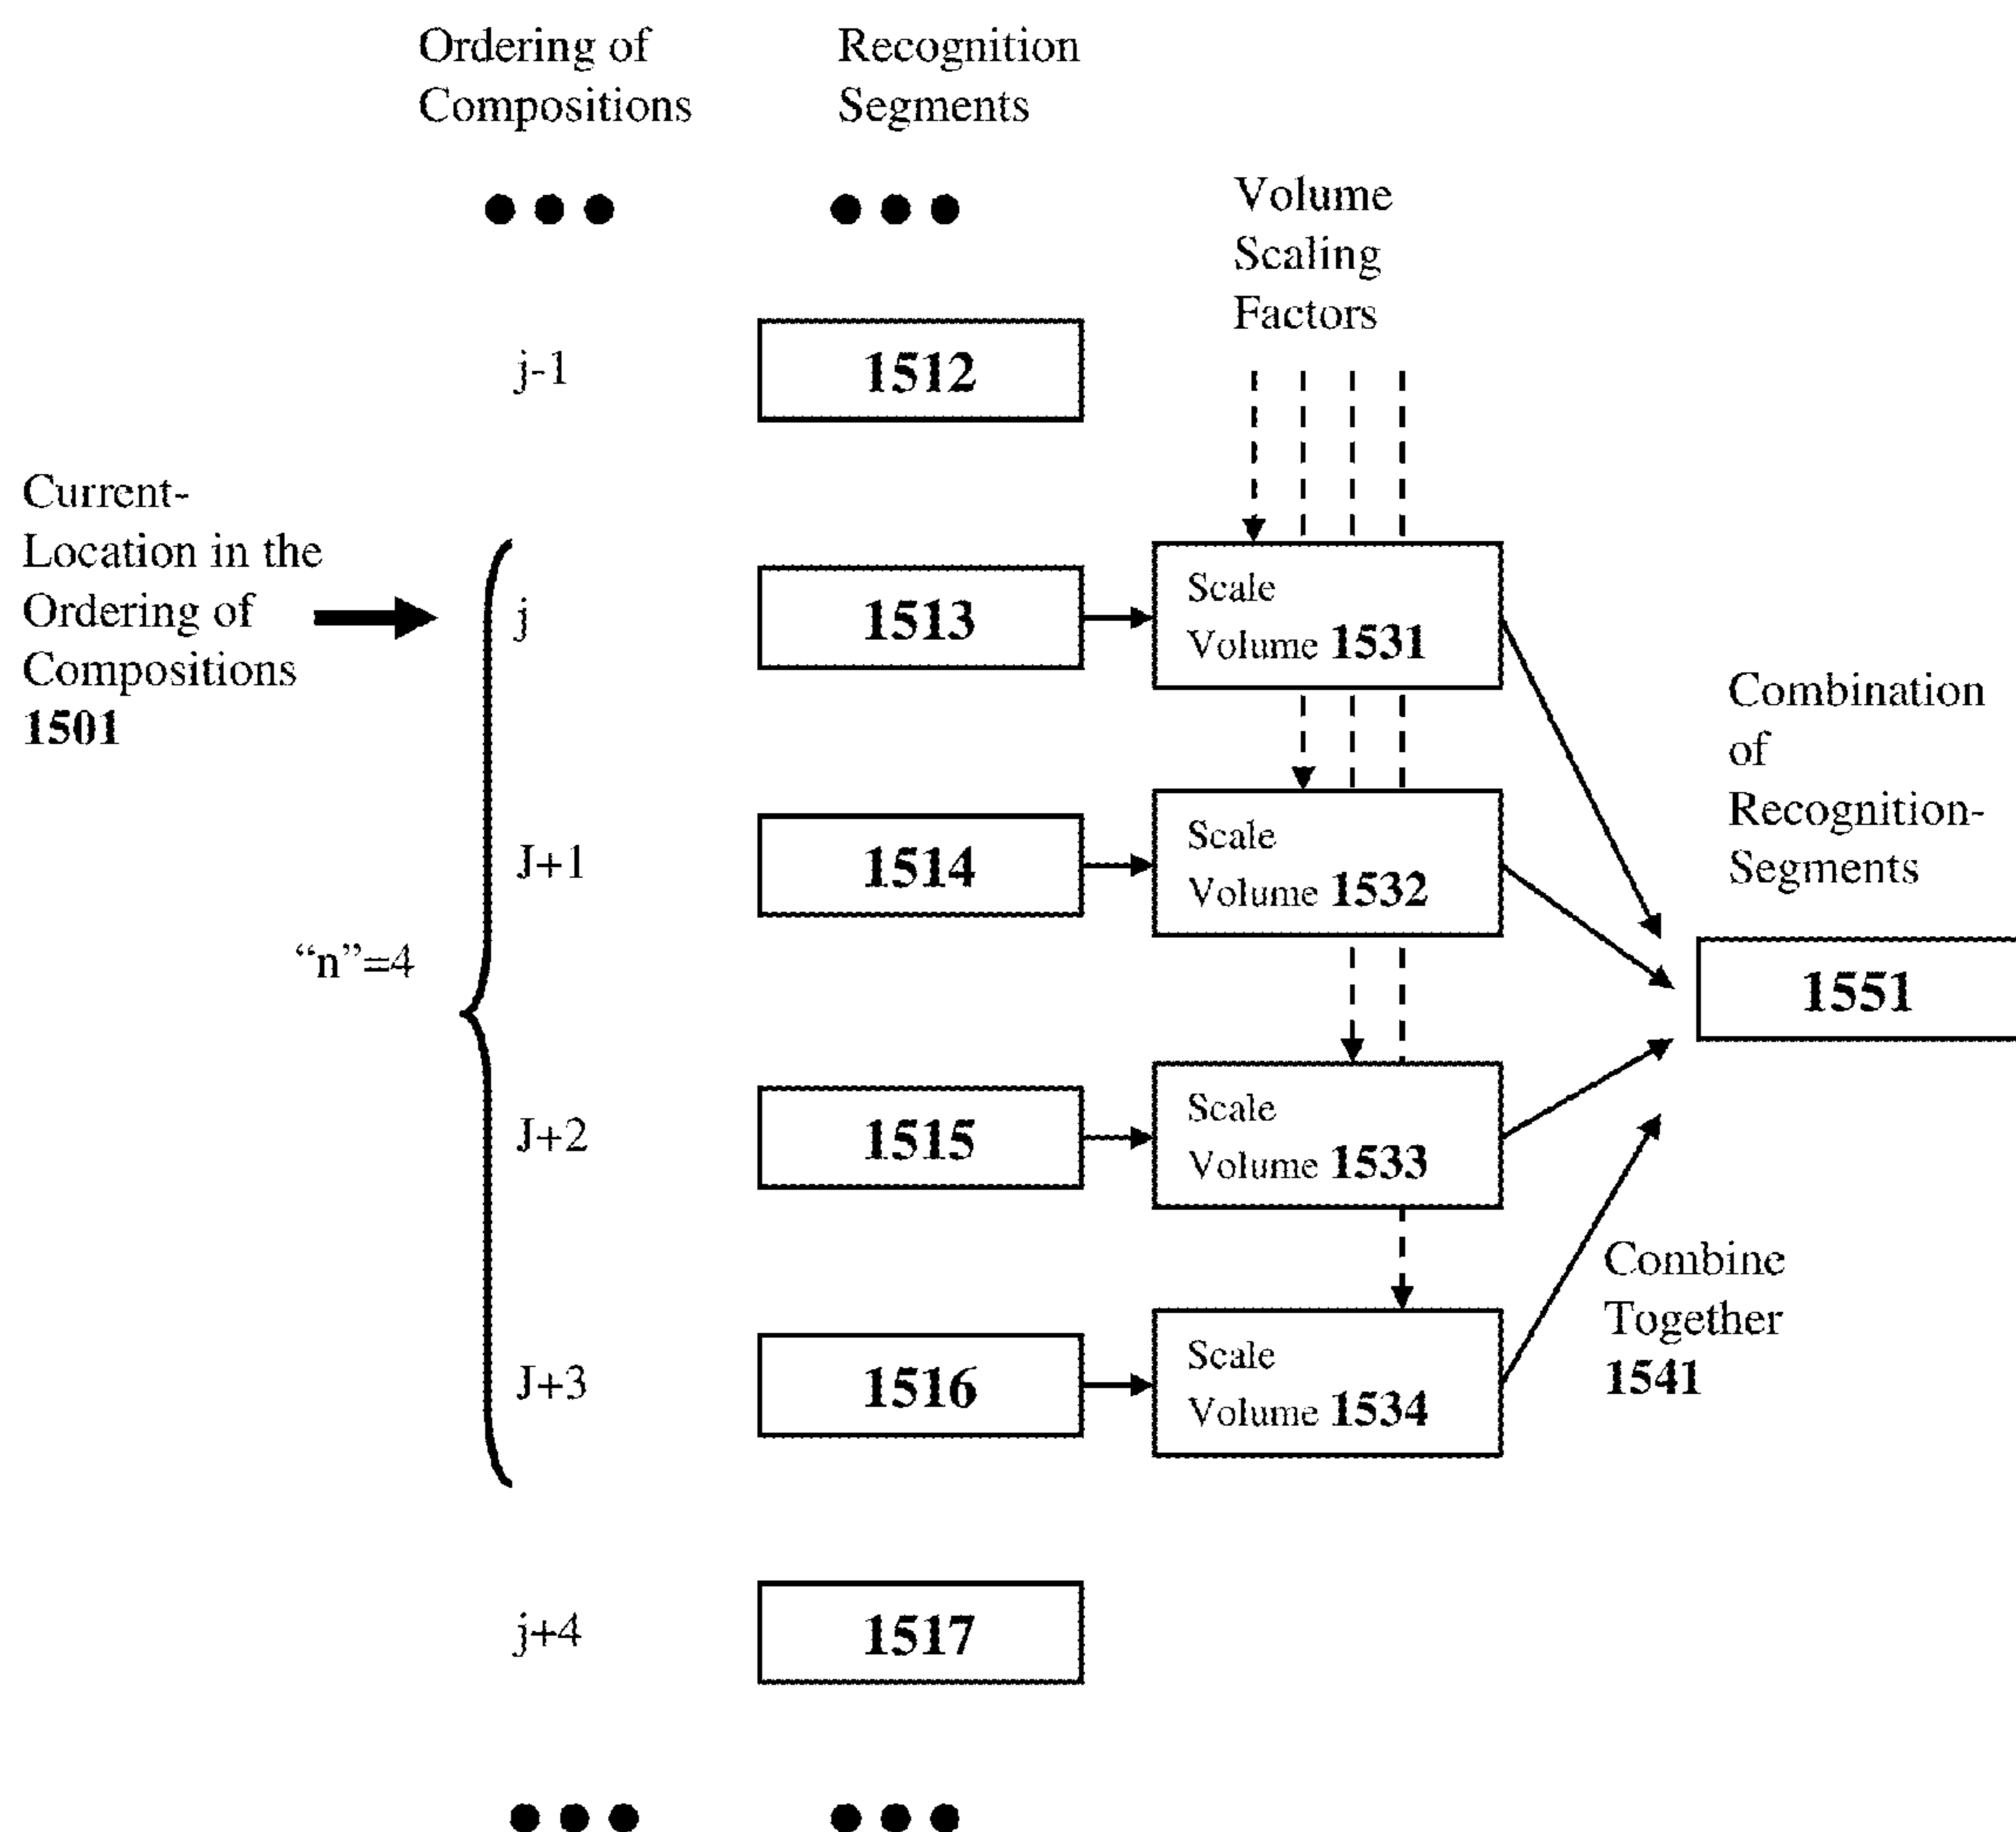 Ordering of
Compositions
Recognition
Segments
Volume
Scaling
Factors
j-1
1512
Current-
Location in the
Ordering of
Compositions
1501
j
1513
Scale
Volume 1531
Combination
of
Recognition-
Segments
J+1
1514
Scale
Volume 1532
“n”=4
1551
J+2
1515
Scale
Volume 1533
Combine
Together
1541
J+3
1516
Scale
Volume 1534
j+4
1517